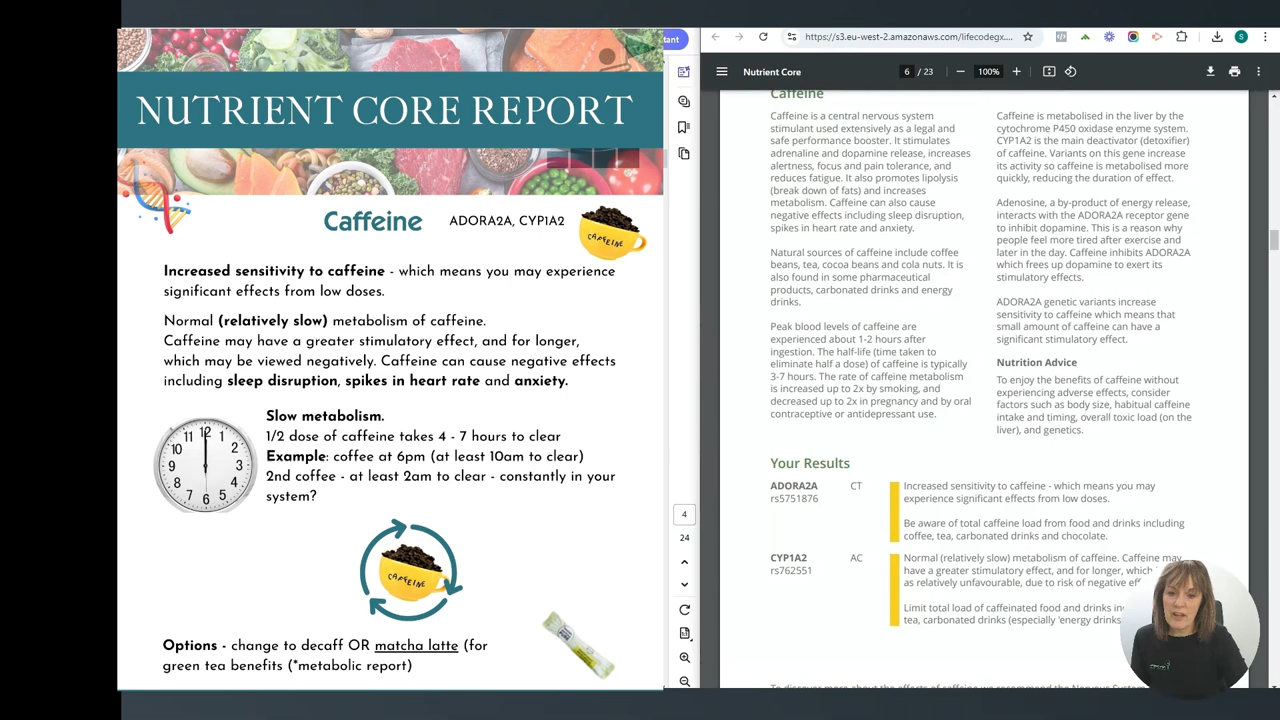 NUTRIENT CORE REPORT
Caffeine ADORA2A, CYP1A2
CAFFEINE
Increased sensitivity to caffeine - which means you may experience
significant effects from low doses.
Normal (relatively slow) metabolism of caffeine.
Caffeine may have a greater stimulatory effect, and for longer,
which may be viewed negatively. Caffeine can cause negative effects
including sleep disruption, spikes in heart rate and anxiety.
Slow metabolism.
1/2 dose of caffeine takes 4 - 7 hours to clear
Example: coffee at 6pm (at least 10am to clear)
2nd coffee - at least 2am to clear - constantly in your
system?
11 12 1
10 2
9 3
8 4
7 6 5
CAFFEINE
Options - change to decaff OR matcha latte (for
green tea benefits (*metabolic report)
tant
4
24
https://s3.eu-west-2.amazonaws.com/lifecodegx....
S
Nutrient Core 6 / 23 100%
Caffeine
Caffeine is a central nervous system
stimulant used extensively as a legal and
safe performance booster. It stimulates
adrenaline and dopamine release, increases
alertness, focus and pain tolerance, and
reduces fatigue. It also promotes lipolysis
(break down of fats) and increases
metabolism. Caffeine can also cause
negative effects including sleep disruption,
spikes in heart rate and anxiety.
Natural sources of caffeine include coffee
beans, tea, cocoa beans and cola nuts. It is
also found in some pharmaceutical
products, carbonated drinks and energy
drinks.
Peak blood levels of caffeine are
experienced about 1-2 hours after
ingestion. The half-life (time taken to
eliminate half a dose) of caffeine is typically
3-7 hours. The rate of caffeine metabolism
is increased up to 2x by smoking, and
decreased up to 2x in pregnancy and by oral
contraceptive or antidepressant use.
Caffeine is metabolised in the liver by the
cytochrome P450 oxidase enzyme system.
CYP1A2 is the main deactivator (detoxifier)
of caffeine. Variants on this gene increase
its activity so caffeine is metabolised more
quickly, reducing the duration of effect.
Adenosine, a by-product of energy release,
interacts with the ADORA2A receptor gene
to inhibit dopamine. This is a reason why
people feel more tired after exercise and
later in the day. Caffeine inhibits ADORA2A
which frees up dopamine to exert its
stimulatory effects.
ADORA2A genetic variants increase
sensitivity to caffeine which means that
small amount of caffeine can have a
significant stimulatory effect.
Nutrition Advice
To enjoy the benefits of caffeine without
experiencing adverse effects, consider
factors such as body size, habitual caffeine
intake and timing, overall toxic load (on the
liver), and genetics.
Your Results
ADORA2A CT Increased sensitivity to caffeine - which means you may
rs5751876 experience significant effects from low doses.
Be aware of total caffeine load from food and drinks including
coffee, tea, carbonated drinks and chocolate.
CYP1A2 AC Normal (relatively slow) metabolism of caffeine. Caffeine may
rs762551 have a greater stimulatory effect, and for longer, which
as relatively unfavourable, due to risk of negative eff
Limit total load of caffeinated food and drinks in
tea, carbonated drinks (especially 'energy drinks